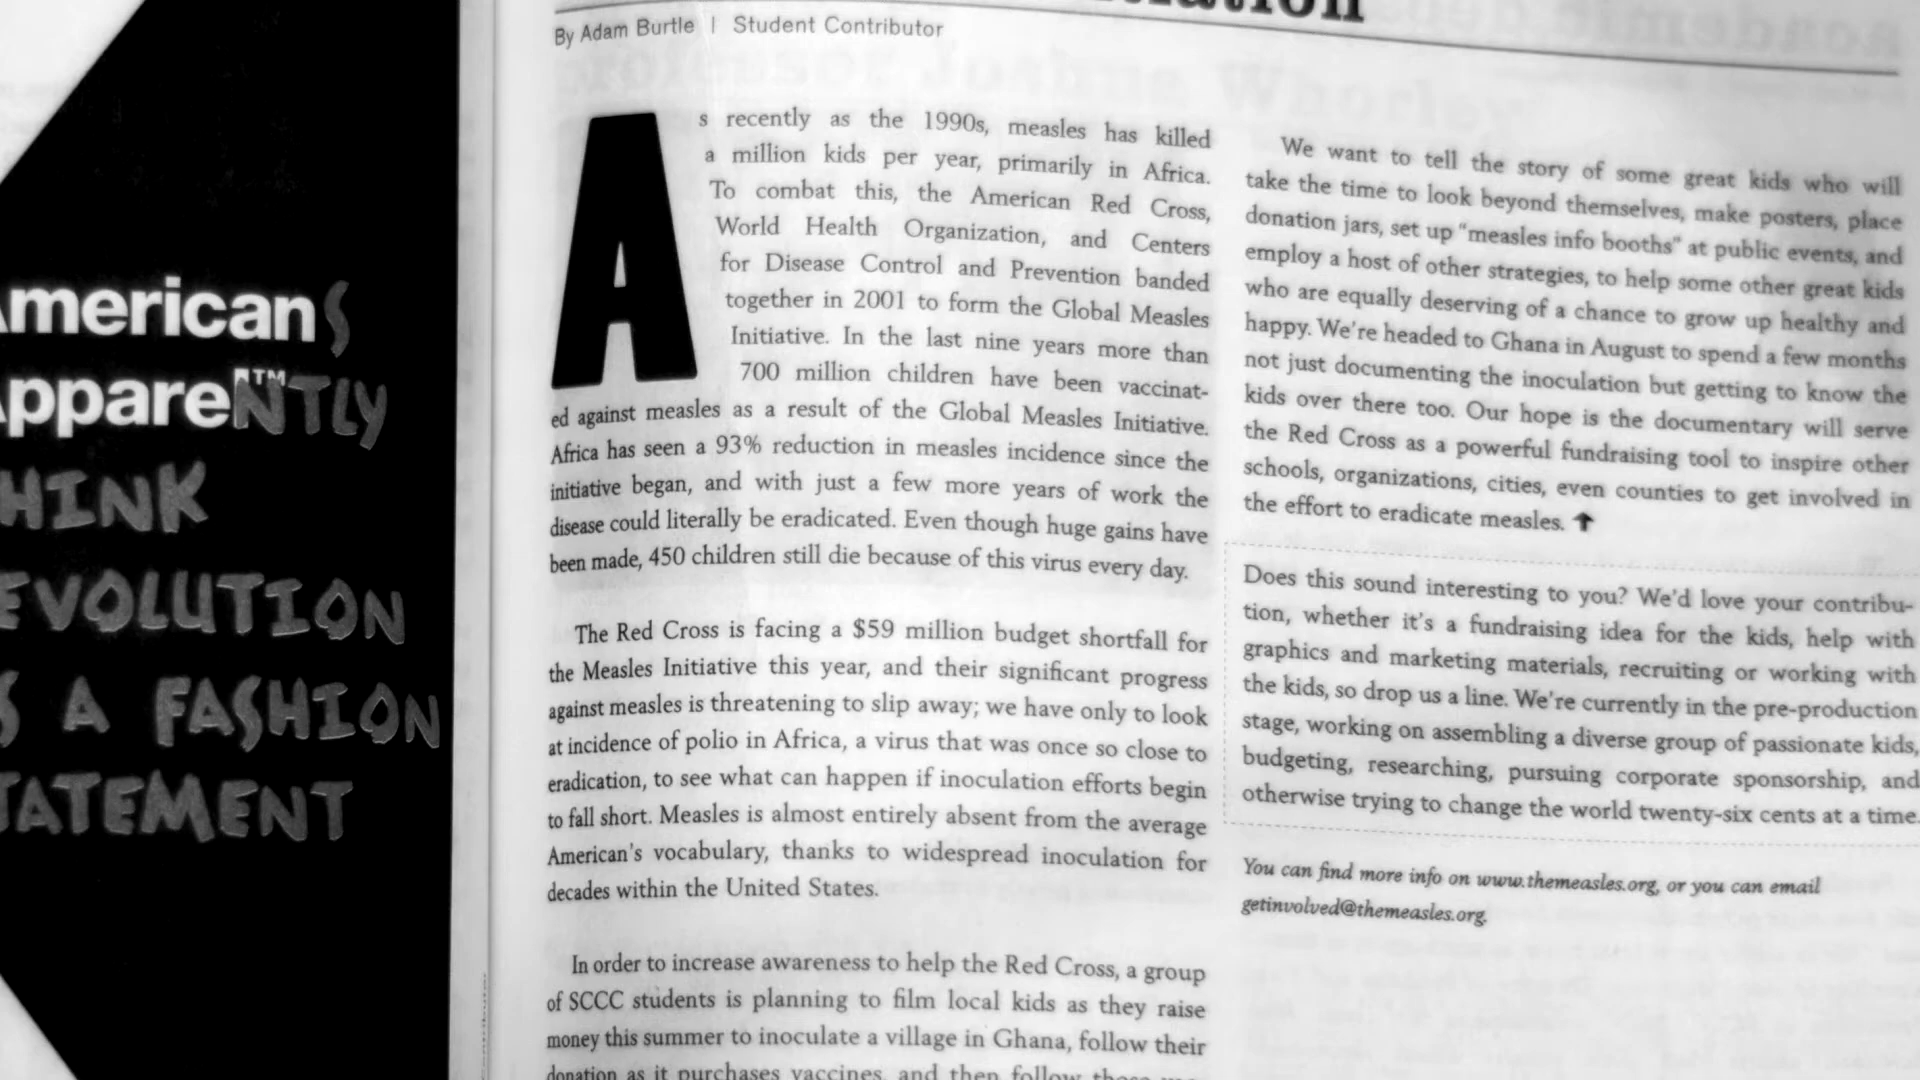 American S
Apparently
™
THINK
REVOLUTION
IS A FASHION
STATEMENT
By Adam Burtle | Student Contributor
As recently as the 1990s, measles has killed
a million kids per year, primarily in Africa.
To combat this, the American Red Cross,
World Health Organization, and Centers
for Disease Control and Prevention banded
together in 2001 to form the Global Measles
Initiative. In the last nine years more than
700 million children have been vaccinat-
ed against measles as a result of the Global Measles Initiative.
Africa has seen a 93% reduction in measles incidence since the
initiative began, and with just a few more years of work the
disease could literally be eradicated. Even though huge gains have
been made, 450 children still die because of this virus every day.
The Red Cross is facing a $59 million budget shortfall for
the Measles Initiative this year, and their significant progress
against measles is threatening to slip away; we have only to look
at incidence of polio in Africa, a virus that was once so close to
eradication, to see what can happen if inoculation efforts begin
to fall short. Measles is almost entirely absent from the average
American's vocabulary, thanks to widespread inoculation for
decades within the United States.
In order to increase awareness to help the Red Cross, a group
of SCCC students is planning to film local kids as they raise
money this summer to inoculate a village in Ghana, follow their
donation as it purchases vaccines, and then follow those
We want to tell the story of some great kids who will
take the time to look beyond themselves, make posters, place
donation jars, set up "measles info booths" at public events, and
employ a host of other strategies, to help some other great kids
who are equally deserving of a chance to grow up healthy and
happy. We're headed to Ghana in August to spend a few months
not just documenting the inoculation but getting to know the
kids over there too. Our hope is the documentary will serve
the Red Cross as a powerful fundraising tool to inspire other
schools, organizations, cities, even counties to get involved in
the effort to eradicate measles.
Does this sound interesting to you? We'd love your contribu-
tion, whether it's a fundraising idea for the kids, help with
graphics and marketing materials, recruiting or working with
the kids, so drop us a line. We're currently in the pre-production
stage, working on assembling a diverse group of passionate kids,
budgeting, researching, pursuing corporate sponsorship, and
otherwise trying to change the world twenty-six cents at a time.
You can find more info on www.themeasles.org, or you can email
getinvolved@themeasles.org.